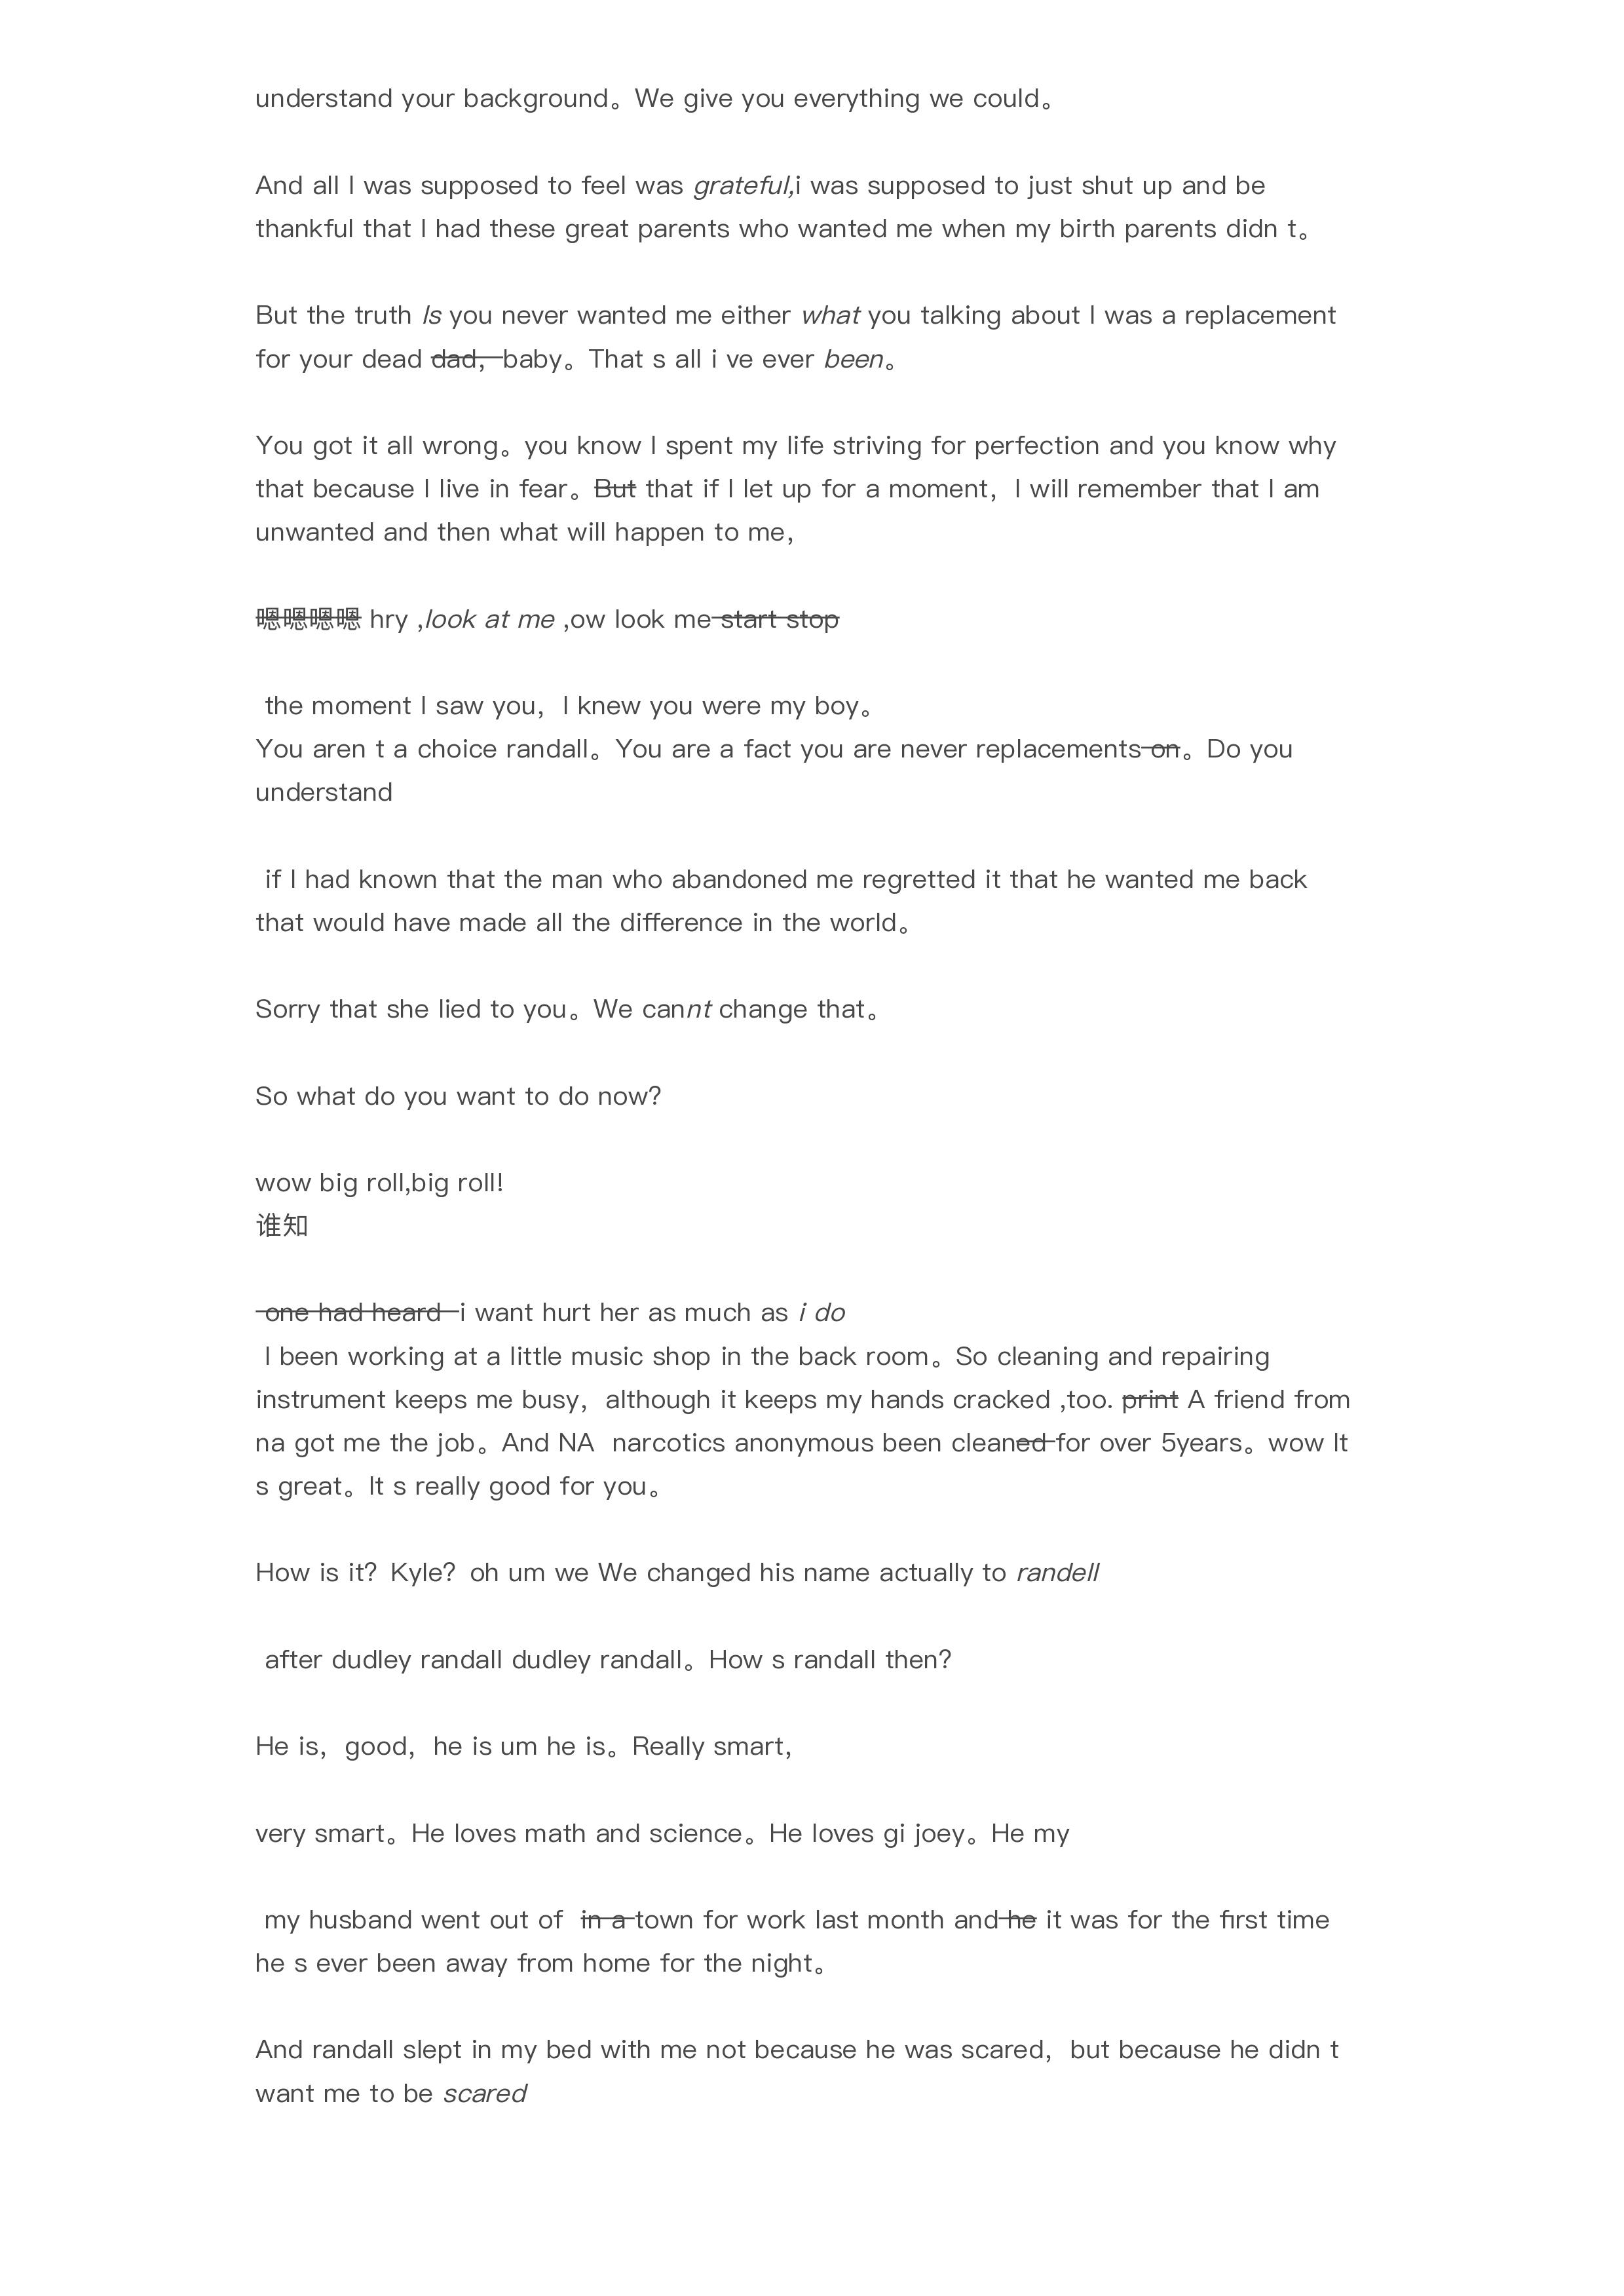 understand your background。We give you everything we could。
And all I was supposed to feel was grateful,i was supposed to just shut up and be
thankful that I had these great parents who wanted me when my birth parents didn t。
But the truth Is you never wanted me either what you talking about I was a replacement
for your dead dad，baby。That s all i ve ever been。
You got it all wrong。you know I spent my life striving for perfection and you know why
that because I live in fear。But that if I let up for a moment，I will remember that I am
unwanted and then what will happen to me，
嗯嗯嗯嗯 hry ,look at me ,ow look me start stop
the moment I saw you，I knew you were my boy。
You aren t a choice randall。You are a fact you are never replacements on。Do you
understand
if I had known that the man who abandoned me regretted it that he wanted me back
that would have made all the difference in the world。
Sorry that she lied to you。We cannt change that。
So what do you want to do now?
wow big roll,big roll!
谁知
one had heard i want hurt her as much as i do
I been working at a little music shop in the back room。So cleaning and repairing
instrument keeps me busy，although it keeps my hands cracked ,too. print A friend from
na got me the job。And NA  narcotics anonymous been cleaned for over 5years。wow It
s great。It s really good for you。
How is it？Kyle？oh um we We changed his name actually to randell
after dudley randall dudley randall。How s randall then?
He is，good，he is um he is。Really smart，
very smart。He loves math and science。He loves gi joey。He my
my husband went out of  in a town for work last month and he it was for the first time
he s ever been away from home for the night。
And randall slept in my bed with me not because he was scared，but because he didn t
want me to be scared